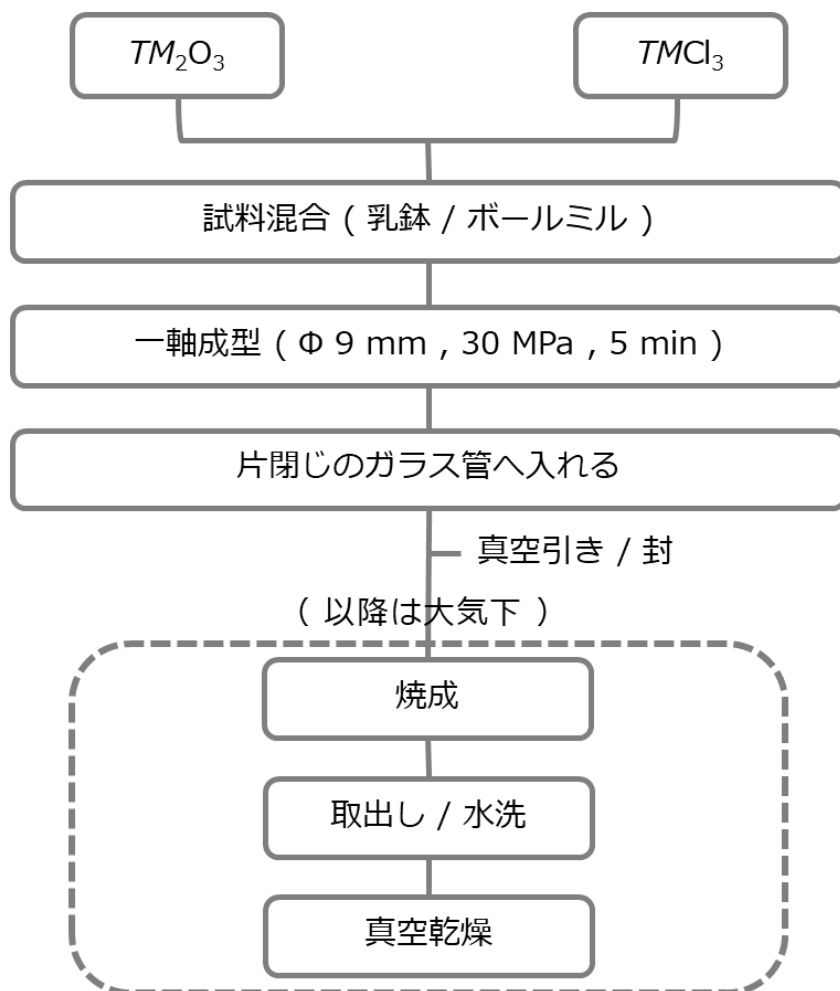 TM₂O₃
TMCl₃
試料混合 ( 乳鉢 / ボールミル )
一軸成型 ( Φ 9 mm , 30 MPa , 5 min )
片閉じのガラス管へ入れる
真空引き / 封
( 以降は大気下 )
焼成
取出し / 水洗
真空乾燥